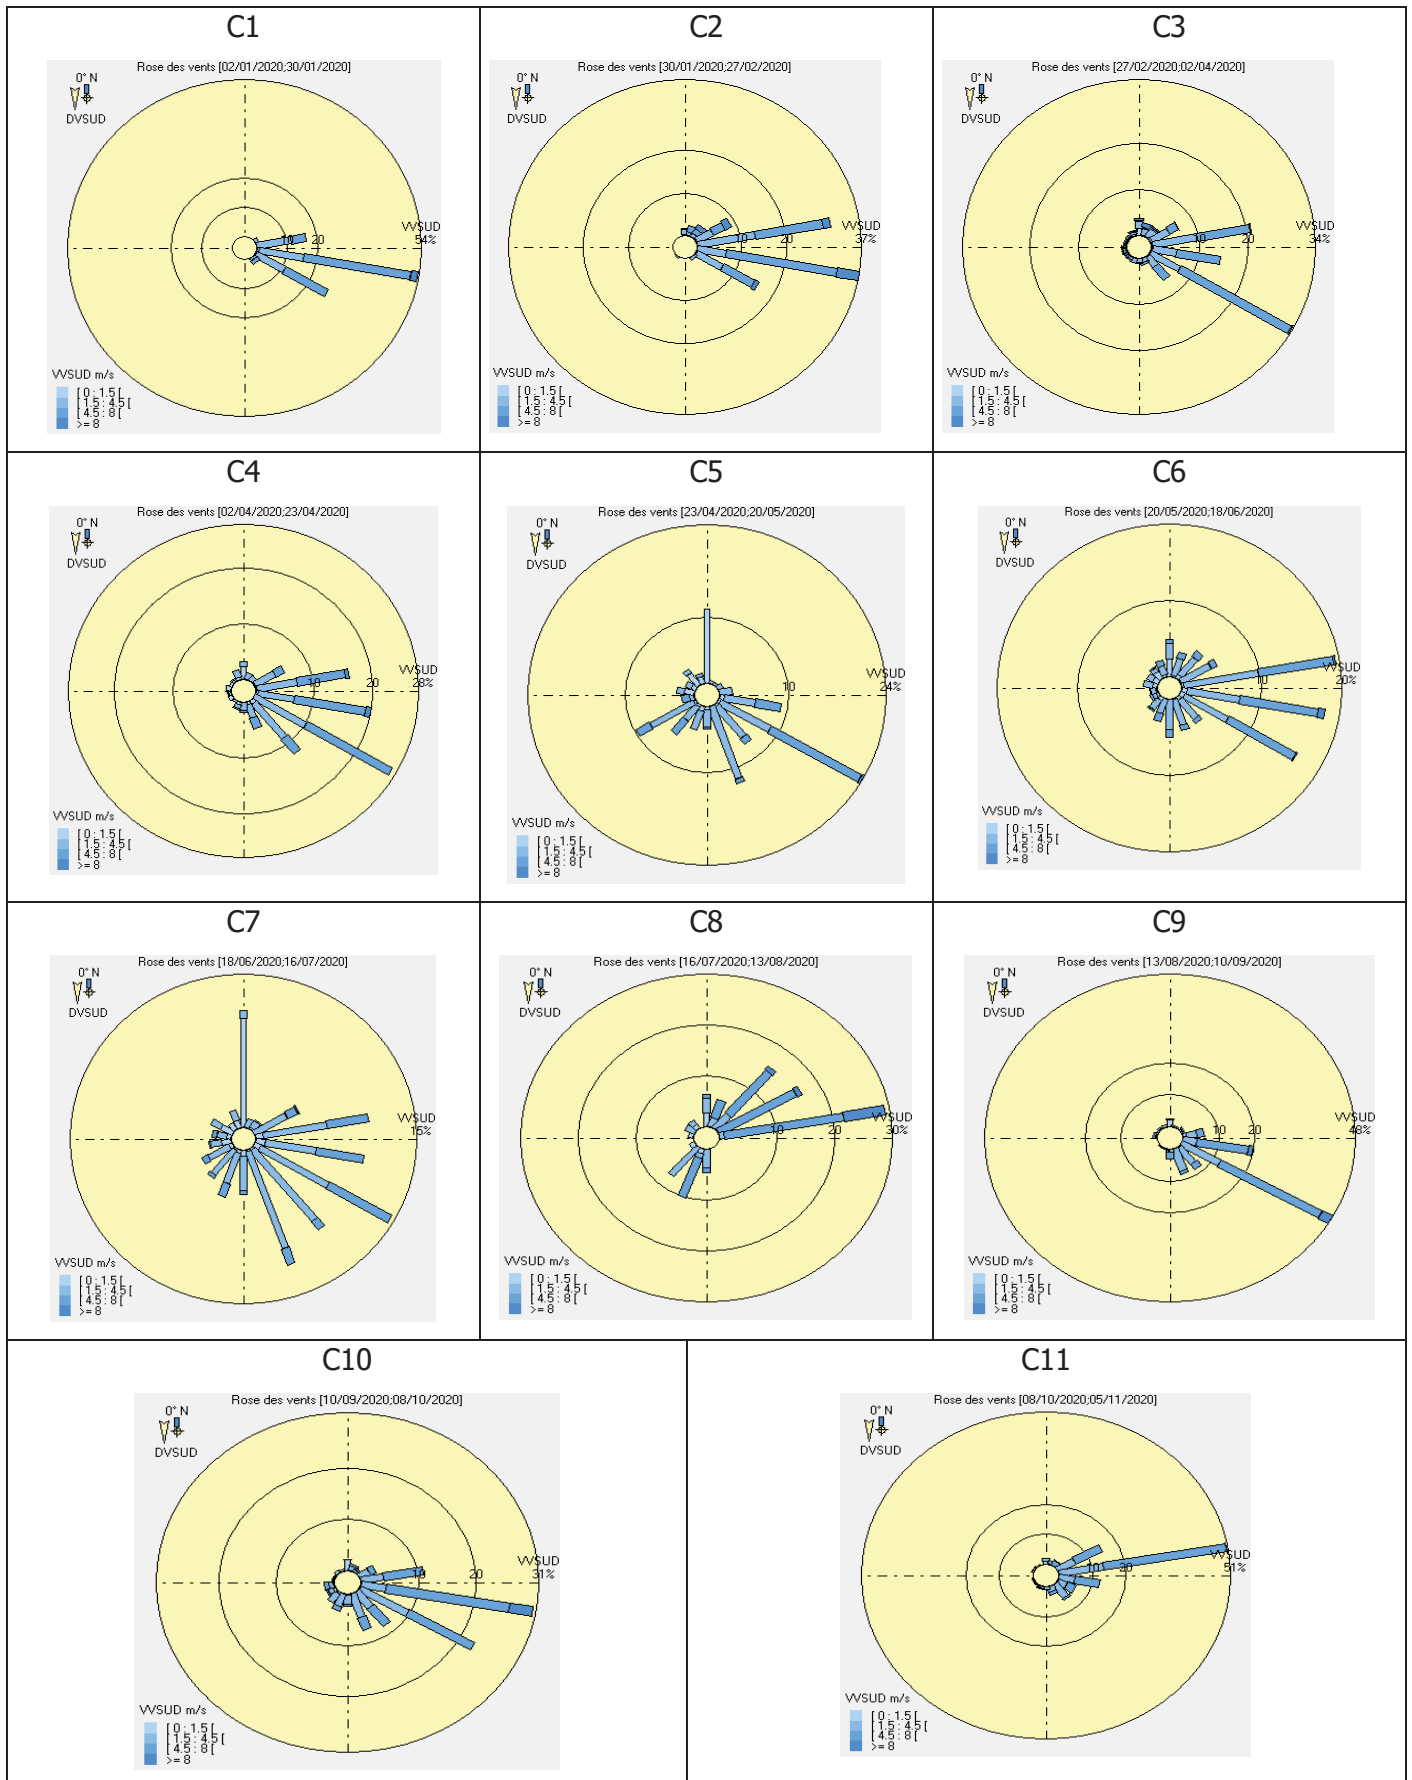 C1
Rose des vents [02/01/2020;30/01/2020]
0° N
DVSUD
VVSUD
10 20 54%
VVSUD m/s
[ 0 : 1.5 [
[ 1.5 : 4.5 [
[ 4.5 : 8 [
>= 8
C2
Rose des vents [30/01/2020;27/02/2020]
0° N
DVSUD
VVSUD
10 20 37%
VVSUD m/s
[ 0 : 1.5 [
[ 1.5 : 4.5 [
[ 4.5 : 8 [
>= 8
C3
Rose des vents [27/02/2020;02/04/2020]
0° N
DVSUD
VVSUD
10 20 34%
VVSUD m/s
[ 0 : 1.5 [
[ 1.5 : 4.5 [
[ 4.5 : 8 [
>= 8
C4
Rose des vents [02/04/2020;23/04/2020]
0° N
DVSUD
VVSUD
10 20 28%
VVSUD m/s
[ 0 : 1.5 [
[ 1.5 : 4.5 [
[ 4.5 : 8 [
>= 8
C5
Rose des vents [23/04/2020;20/05/2020]
0° N
DVSUD
VVSUD
10 24%
VVSUD m/s
[ 0 : 1.5 [
[ 1.5 : 4.5 [
[ 4.5 : 8 [
>= 8
C6
Rose des vents [20/05/2020;18/06/2020]
0° N
DVSUD
VVSUD
10 20%
VVSUD m/s
[ 0 : 1.5 [
[ 1.5 : 4.5 [
[ 4.5 : 8 [
>= 8
C7
Rose des vents [18/06/2020;16/07/2020]
0° N
DVSUD
VVSUD
15%
VVSUD m/s
[ 0 : 1.5 [
[ 1.5 : 4.5 [
[ 4.5 : 8 [
>= 8
C8
Rose des vents [16/07/2020;13/08/2020]
0° N
DVSUD
VVSUD
10 20 30%
VVSUD m/s
[ 0 : 1.5 [
[ 1.5 : 4.5 [
[ 4.5 : 8 [
>= 8
C9
Rose des vents [13/08/2020;10/09/2020]
0° N
DVSUD
VVSUD
10 20 48%
VVSUD m/s
[ 0 : 1.5 [
[ 1.5 : 4.5 [
[ 4.5 : 8 [
>= 8
C10
Rose des vents [10/09/2020;08/10/2020]
0° N
DVSUD
VVSUD
10 20 31%
VVSUD m/s
[ 0 : 1.5 [
[ 1.5 : 4.5 [
[ 4.5 : 8 [
>= 8
C11
Rose des vents [08/10/2020;05/11/2020]
0° N
DVSUD
VVSUD
10 20 51%
VVSUD m/s
[ 0 : 1.5 [
[ 1.5 : 4.5 [
[ 4.5 : 8 [
>= 8